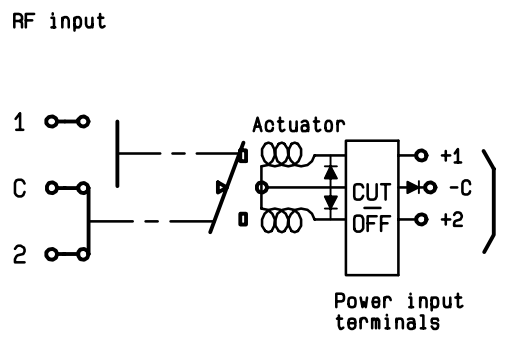 RF input
Actuator
1
+1
C
CUT
OFF
-C
+2
2
Power input
terminals